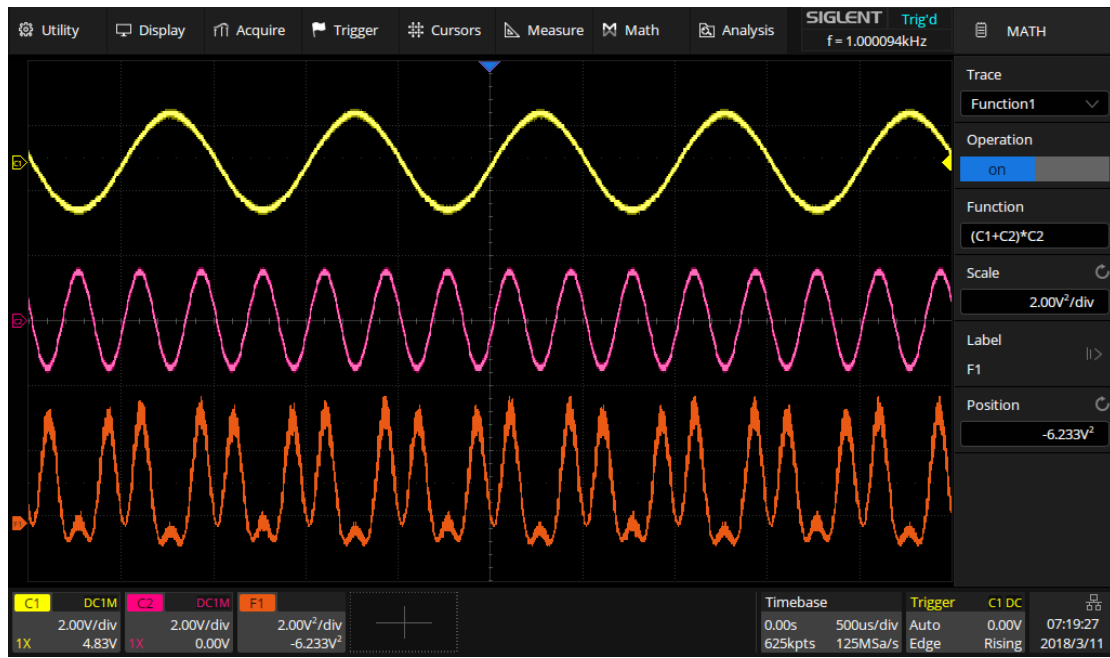 Utility Display Acquire Trigger Cursors Measure Math Analysis SIGLENT Trig'd MATH
f = 1.000094kHz
Trace
Function1
Operation
on
Function
(C1+C2)*C2
Scale
2.00V²/div
Label
F1
Position
-6.233V²
C1
C2
F1
C1 DC1M C2 DC1M F1 Timebase Trigger C1 DC
2.00V/div 2.00V/div 2.00V²/div 0.00s 500us/div Auto 0.00V 07:19:27
1X 4.83V 1X 0.00V -6.233V² 625kpts 125MSa/s Edge Rising 2018/3/11